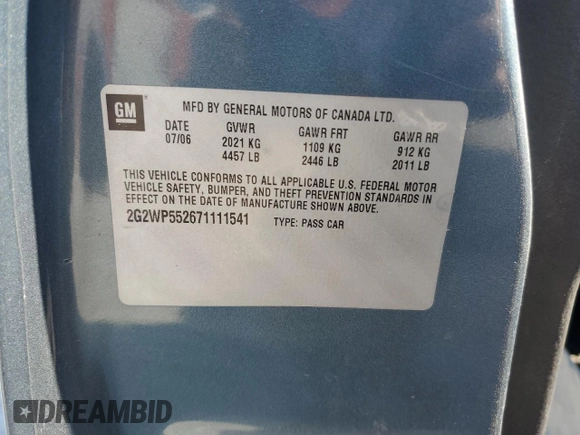 GM
MFD BY GENERAL MOTORS OF CANADA LTD.
DATE GVWR GAWR FRT GAWR RR
07/06 2021 KG 1109 KG 912 KG
4457 LB 2446 LB 2011 LB
THIS VEHICLE CONFORMS TO ALL APPLICABLE U.S. FEDERAL MOTOR
VEHICLE SAFETY, BUMPER, AND THEFT PREVENTION STANDARDS IN
EFFECT ON THE DATE OF MANUFACTURE SHOWN ABOVE.
2G2WP552671111541 TYPE: PASS CAR
DREAMBID